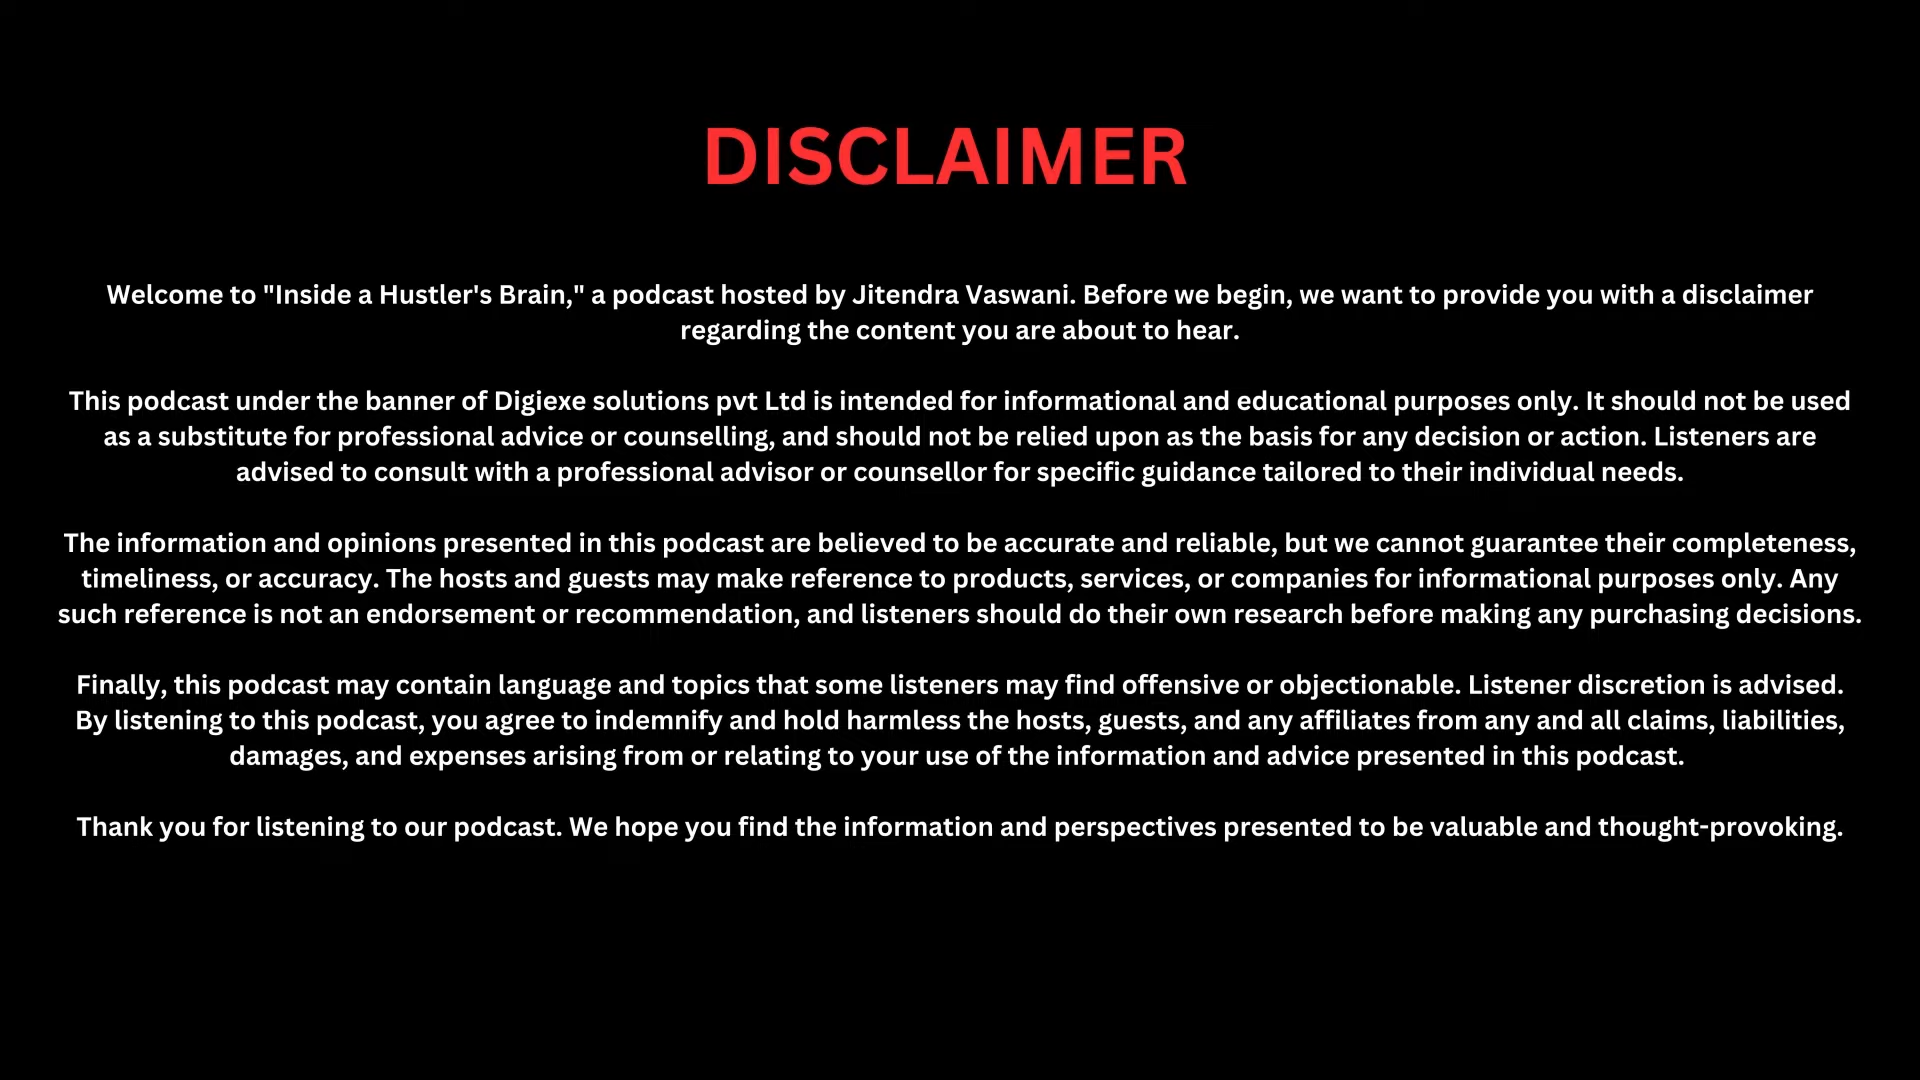 DISCLAIMER
Welcome to "Inside a Hustler's Brain," a podcast hosted by Jitendra Vaswani. Before we begin, we want to provide you with a disclaimer
regarding the content you are about to hear.
This podcast under the banner of Digiexe solutions pvt Ltd is intended for informational and educational purposes only. It should not be used
as a substitute for professional advice or counselling, and should not be relied upon as the basis for any decision or action. Listeners are
advised to consult with a professional advisor or counsellor for specific guidance tailored to their individual needs.
The information and opinions presented in this podcast are believed to be accurate and reliable, but we cannot guarantee their completeness,
timeliness, or accuracy. The hosts and guests may make reference to products, services, or companies for informational purposes only. Any
such reference is not an endorsement or recommendation, and listeners should do their own research before making any purchasing decisions.
Finally, this podcast may contain language and topics that some listeners may find offensive or objectionable. Listener discretion is advised.
By listening to this podcast, you agree to indemnify and hold harmless the hosts, guests, and any affiliates from any and all claims, liabilities,
damages, and expenses arising from or relating to your use of the information and advice presented in this podcast.
Thank you for listening to our podcast. We hope you find the information and perspectives presented to be valuable and thought-provoking.